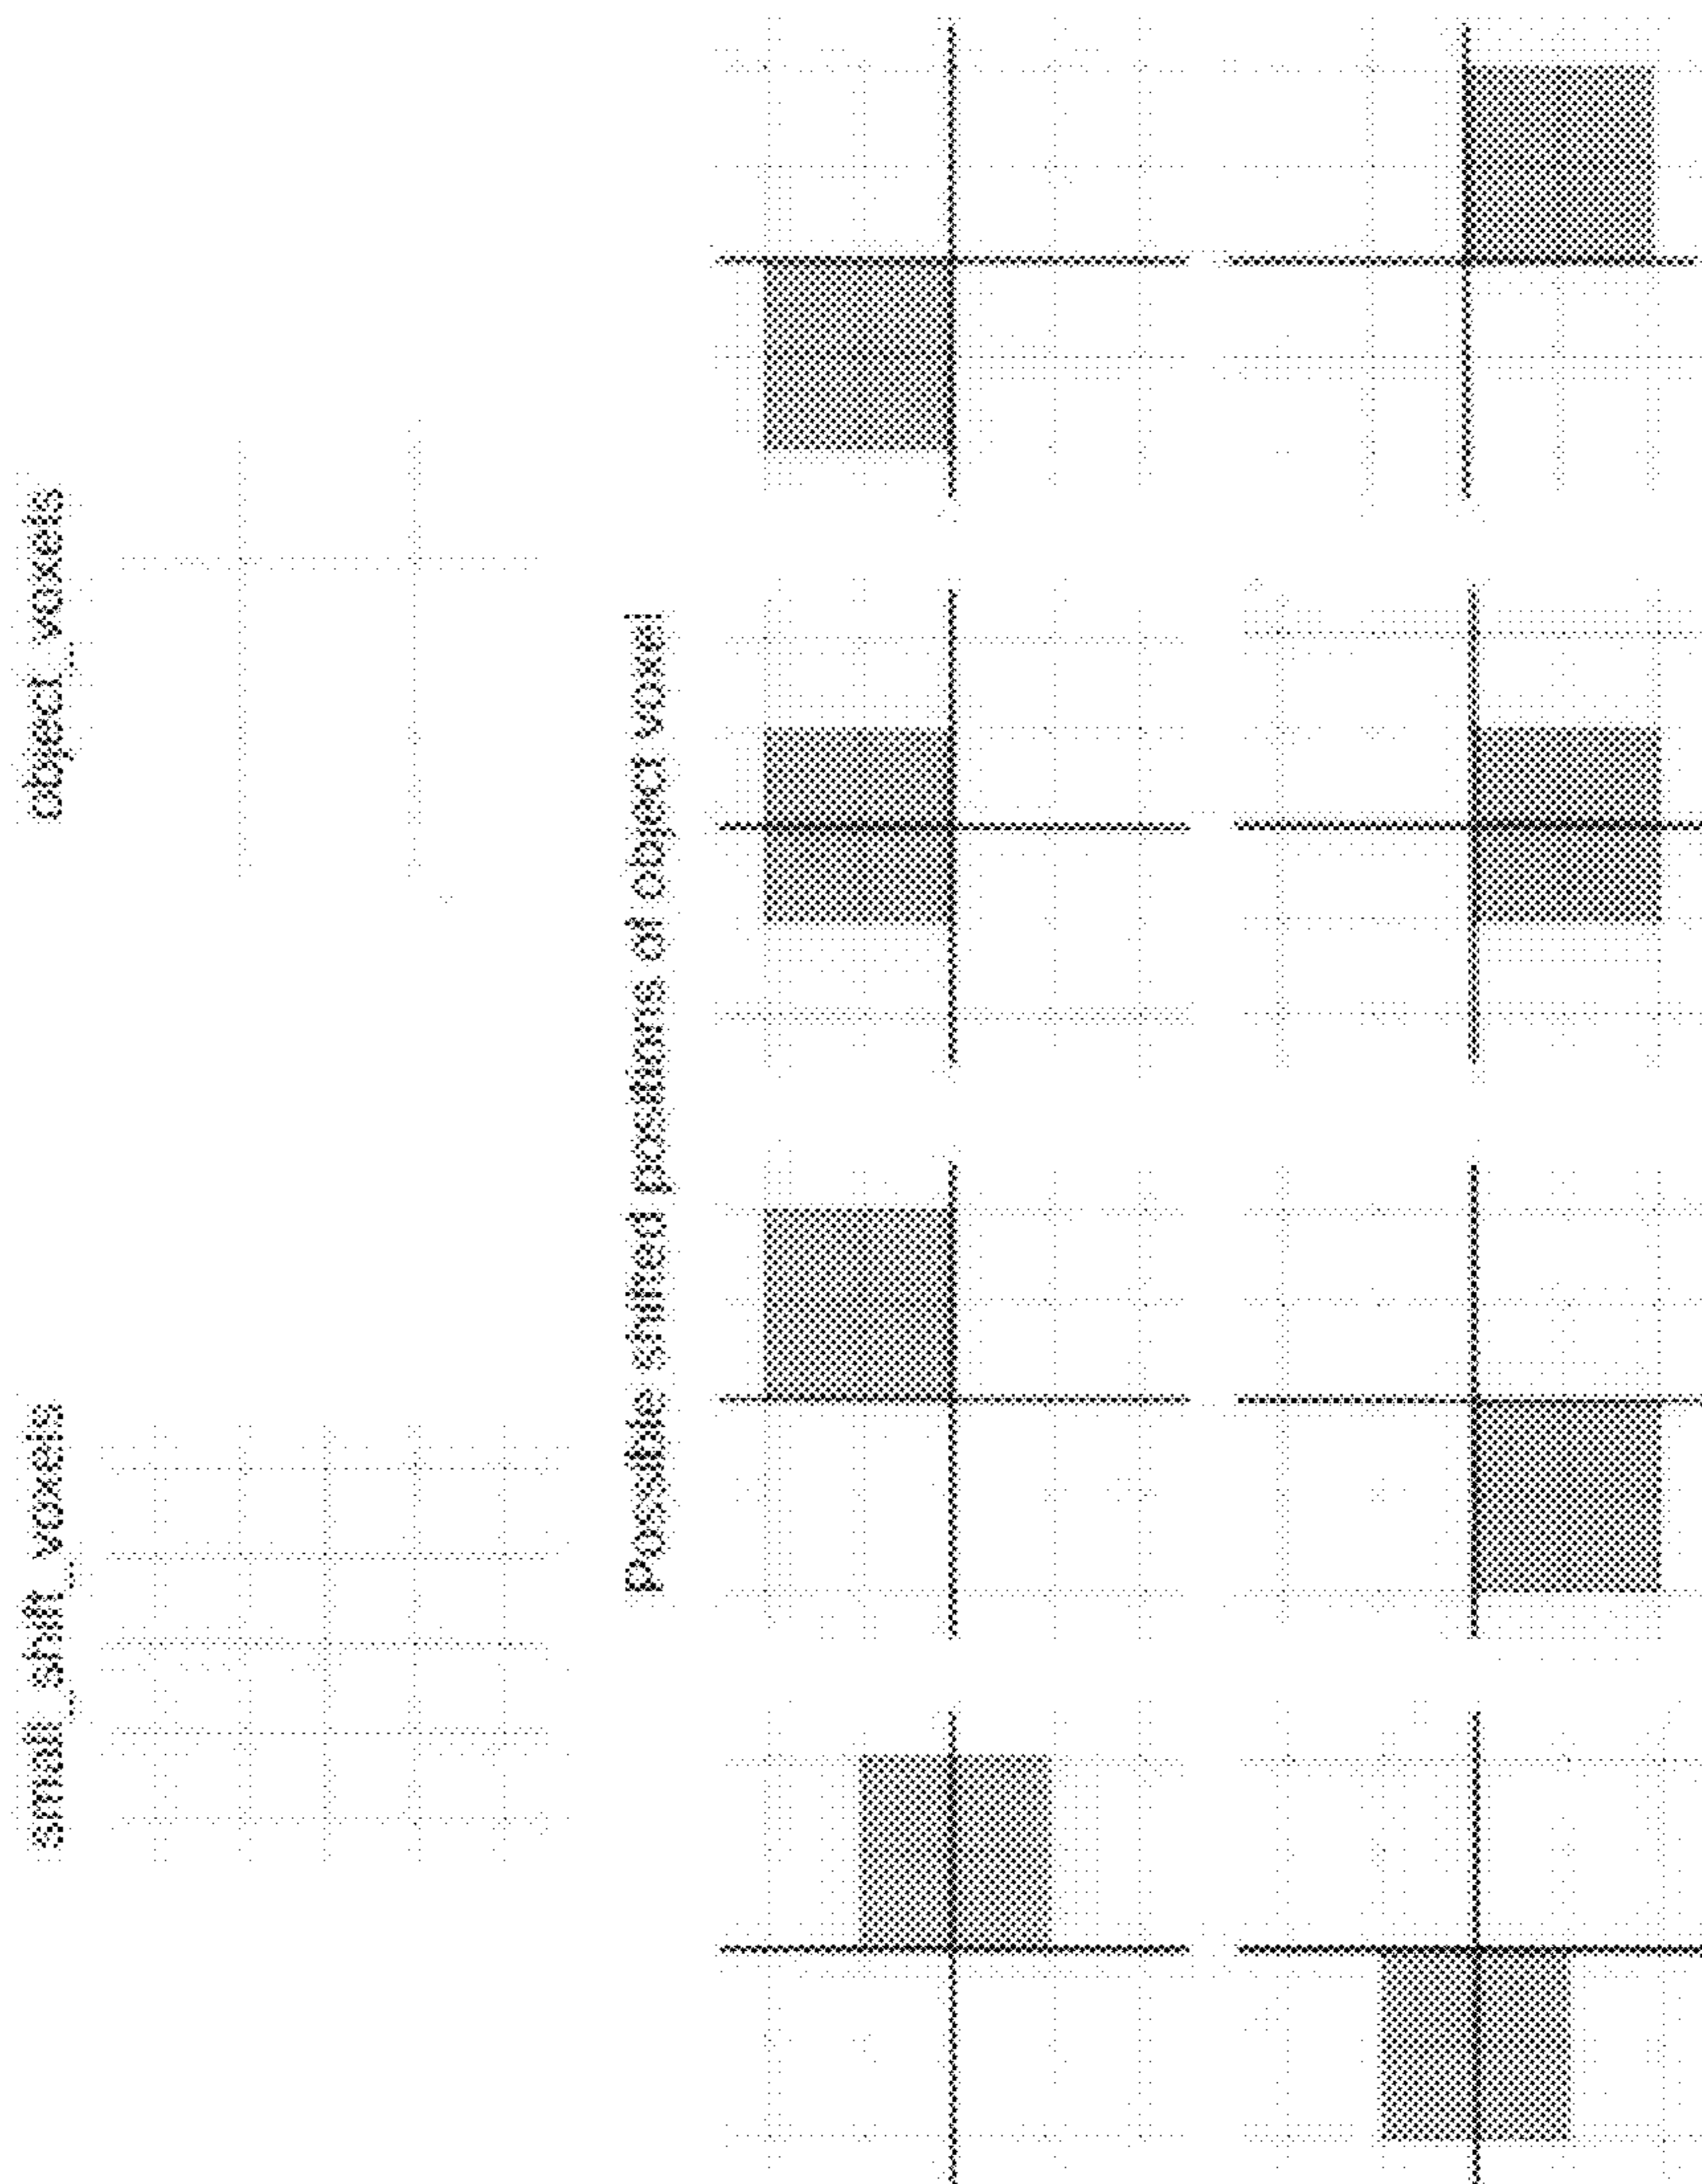 small_shift_voxels
object_voxels
Possible shifted positions of object voxel